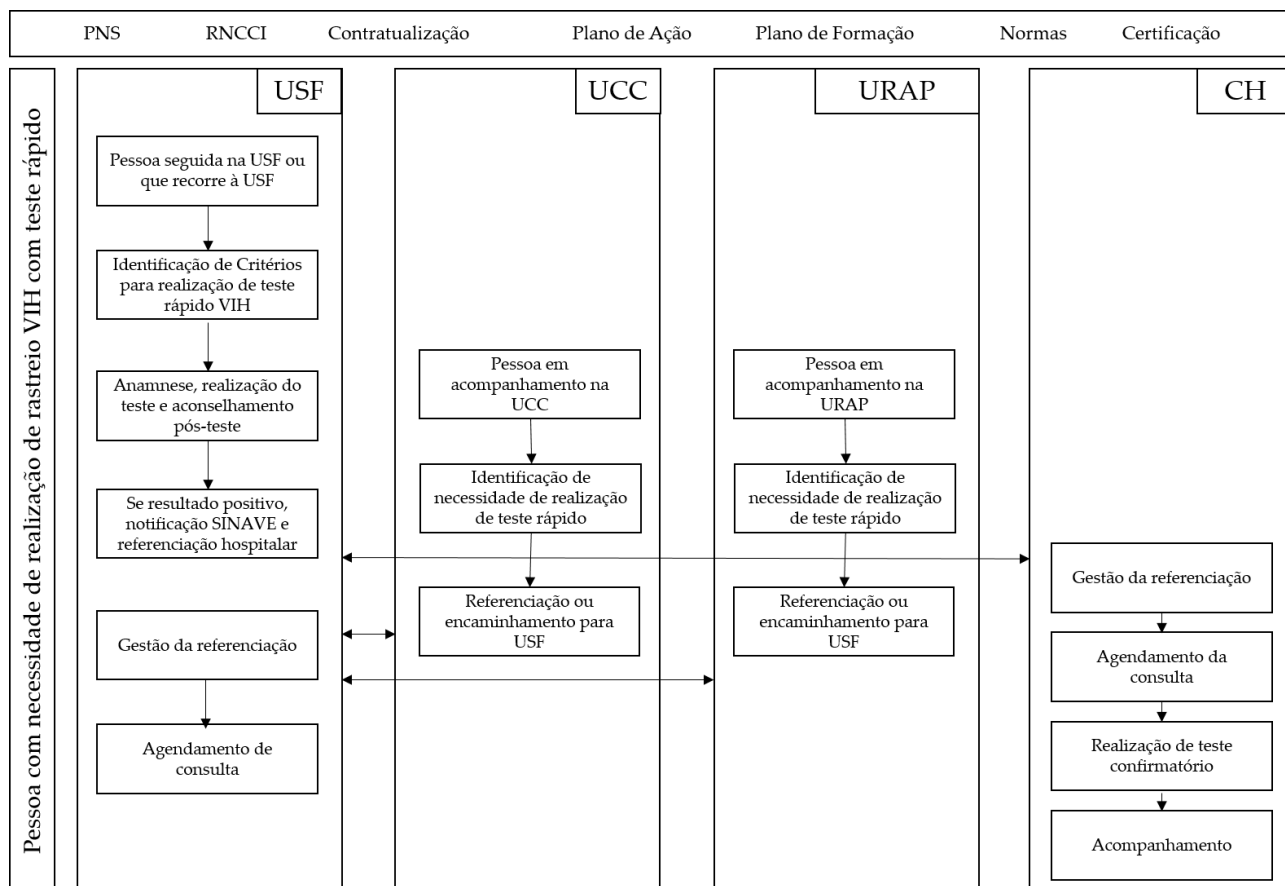 PNS RNCCI Contratualização Plano de Ação Plano de Formação Normas Certificação
Pessoa com necessidade de realização de rastreio VIH com teste rápido
USF
Pessoa seguida na USF ou
que recorre à USF
Identificação de Critérios
para realização de teste
rápido VIH
Anamnese, realização do
teste e aconselhamento
pós-teste
Se resultado positivo,
notificação SINAVE e
referenciação hospitalar
Gestão da referenciação
Agendamento de
consulta
UCC
Pessoa em
acompanhamento na
UCC
Identificação de
necessidade de realização
de teste rápido
Referenciação ou
encaminhamento para
USF
URAP
Pessoa em
acompanhamento na
URAP
Identificação de
necessidade de realização
de teste rápido
Referenciação ou
encaminhamento para
USF
CH
Gestão da referenciação
Agendamento da
consulta
Realização de teste
confirmatório
Acompanhamento